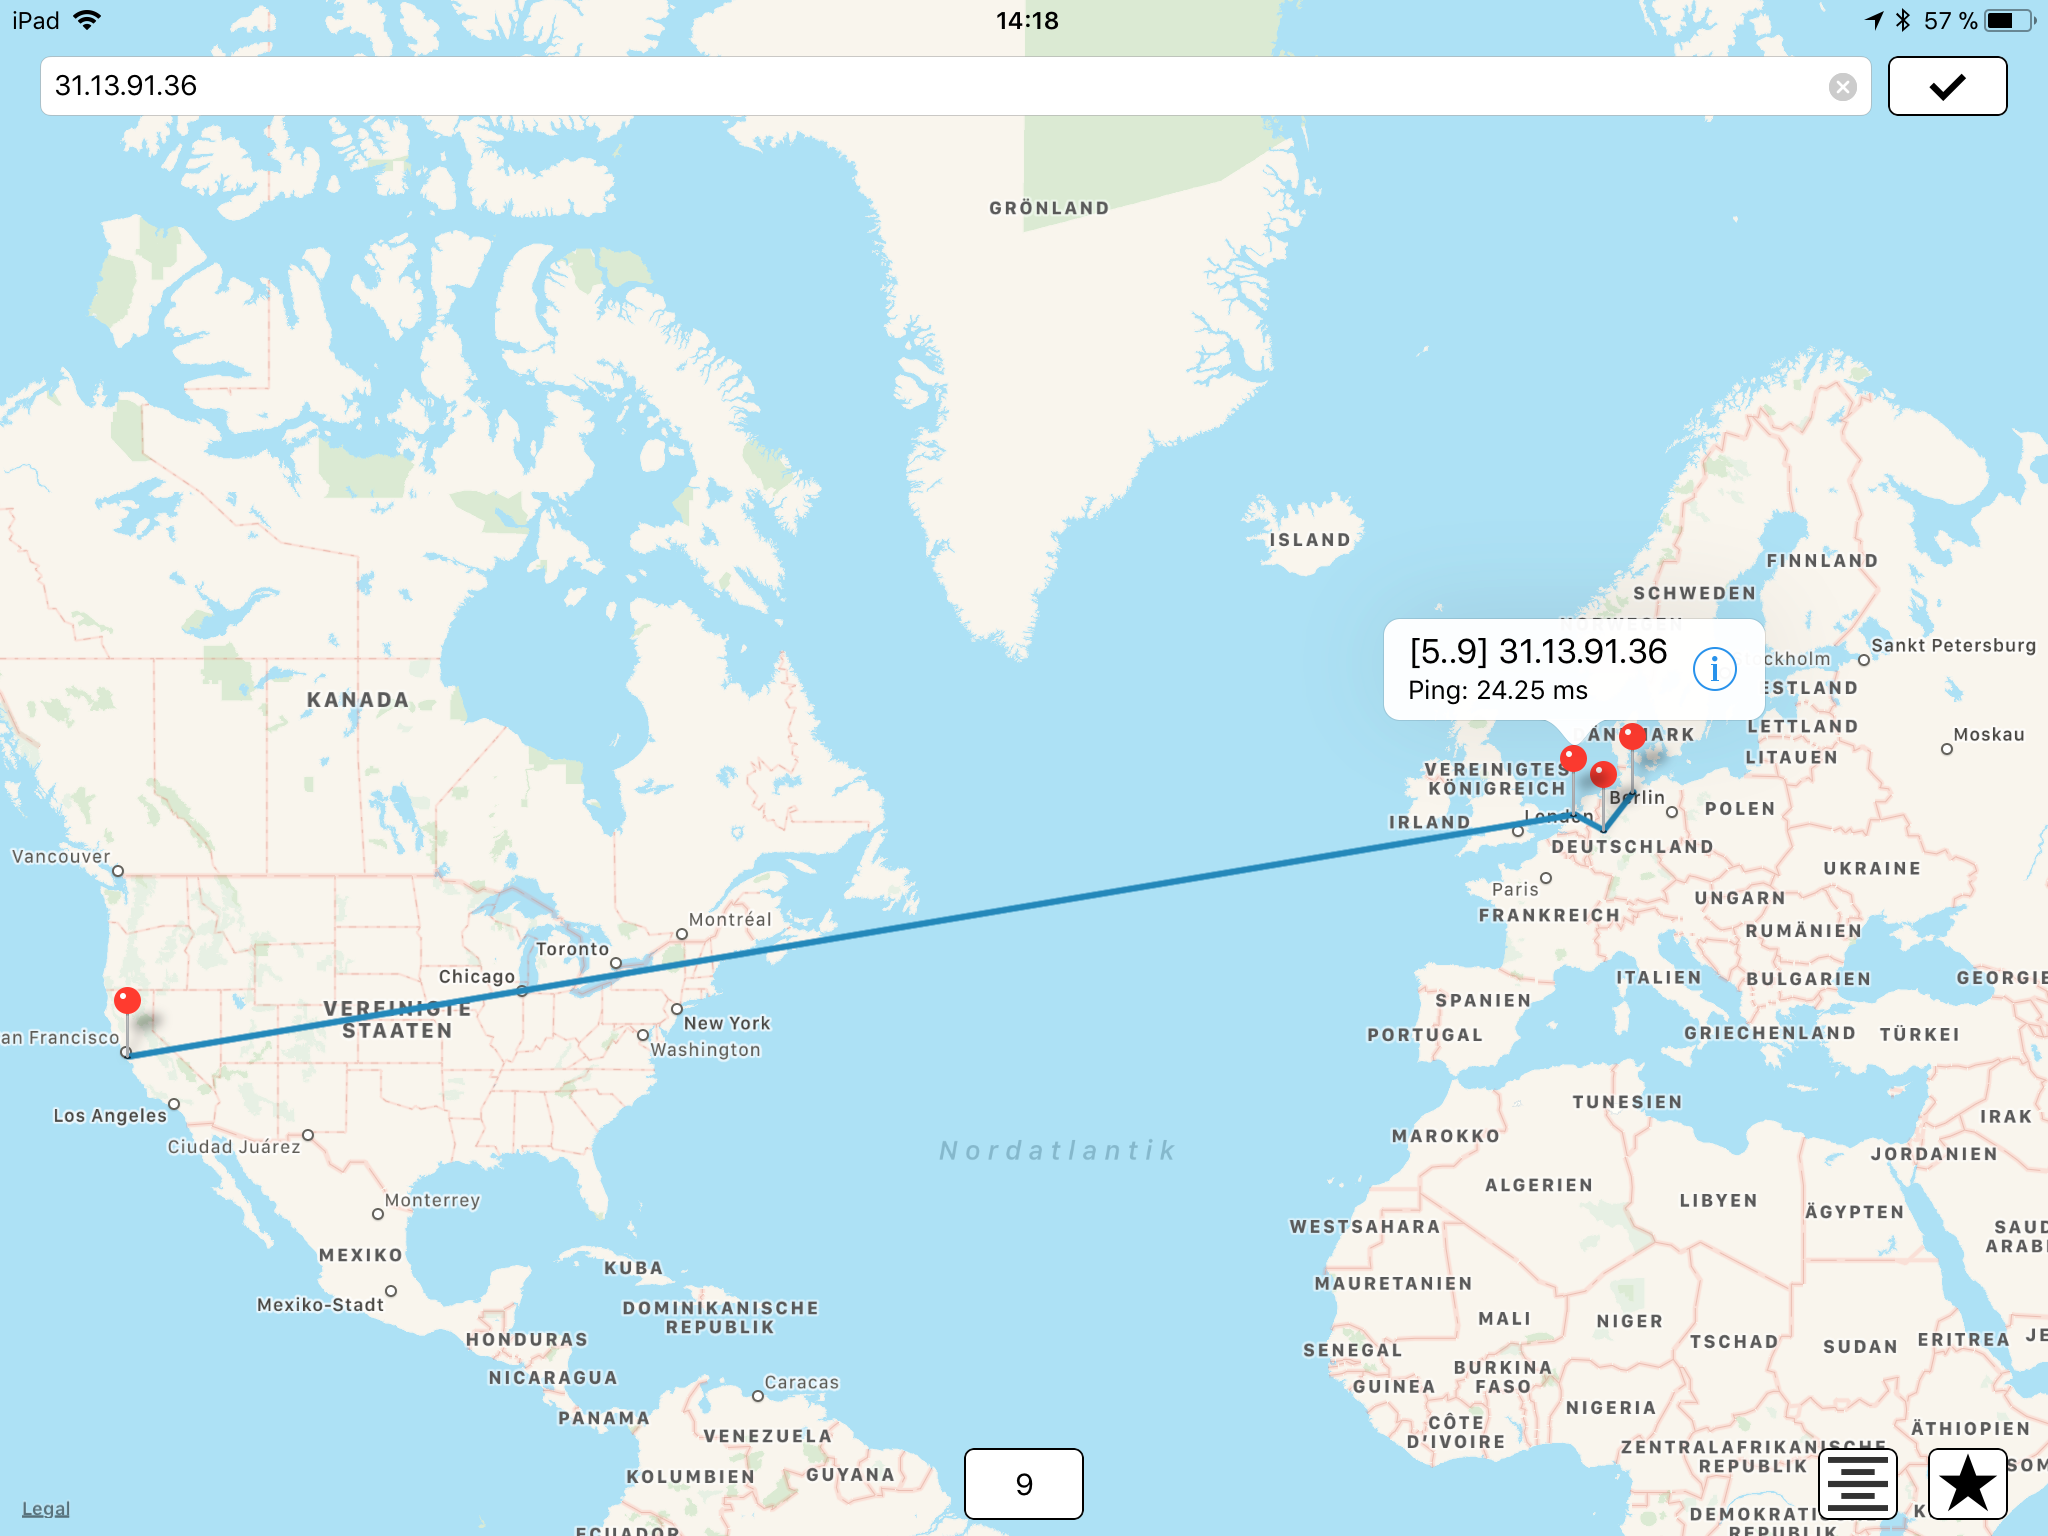 iPad
14:18
57 %
31.13.91.36
GRÖNLAND
ISLAND
FINNLAND
SCHWEDEN
NORWEGEN
[5..9] 31.13.91.36
Ping: 24.25 ms
Sankt Petersburg
ckholm
ESTLAND
KANADA
LETTLAND
Moskau
LITAUEN
VEREINIGTES
KÖNIGREICH
Berlin
POLEN
London
IRLAND
DEUTSCHLAND
Vancouver
UKRAINE
Paris
UNGARN
FRANKREICH
Montréal
RUMÄNIEN
Toronto
Chicago
ITALIEN
BULGARIEN
GEORGIE
SPANIEN
VEREINIGTE
STAATEN
New York
PORTUGAL
GRIECHENLAND
TÜRKEI
an Francisco
Washington
Los Angeles
TUNESIEN
IRAK
Ciudad Juárez
MAROKKO
Nordatlantik
JORDANIEN
ALGERIEN
Monterrey
LIBYEN
ÄGYPTEN
WESTSAHARA
SAUD
ARAB
MEXIKO
KUBA
MAURETANIEN
Mexiko-Stadt
DOMINIKANISCHE
REPUBLIK
MALI
NIGER
HONDURAS
TSCHAD
SUDAN
ERITREA
JE
SENEGAL
NICARAGUA
BURKINA
FASO
Caracas
GUINEA
NIGERIA
PANAMA
CÔTE
D'IVOIRE
VENEZUELA
ÄTHIOPIEN
ZENTRALAFRIKANISCHE
REPUBLIK
KOLUMBIEN
GUYANA
SOM
9
Legal
DEMOKRATI
K
ECUADOR
REPUBLIK